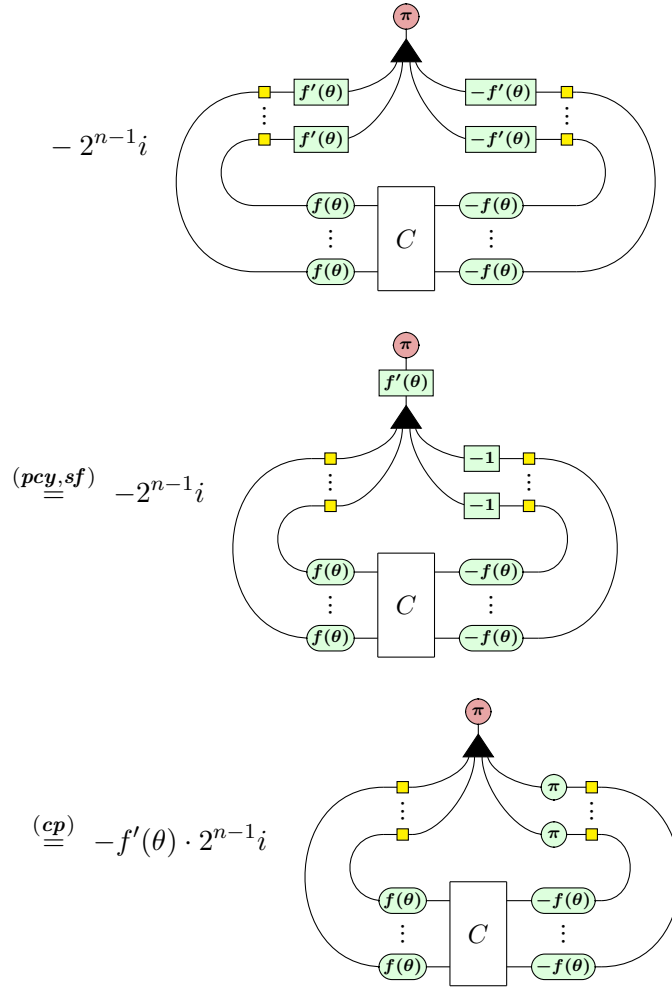 π
f′(θ) −f′(θ)
⋮ ⋮
− 2^{n−1}i f′(θ) −f′(θ)
f(θ) −f(θ)
⋮ C ⋮
f(θ) −f(θ)
π
f′(θ)
(pcy,sf)
= −2^{n−1}i
−1
⋮ ⋮
−1
f(θ) −f(θ)
⋮ C ⋮
f(θ) −f(θ)
π
π
⋮ ⋮
(cp)
= −f′(θ) · 2^{n−1}i π
f(θ) −f(θ)
⋮ C ⋮
f(θ) −f(θ)